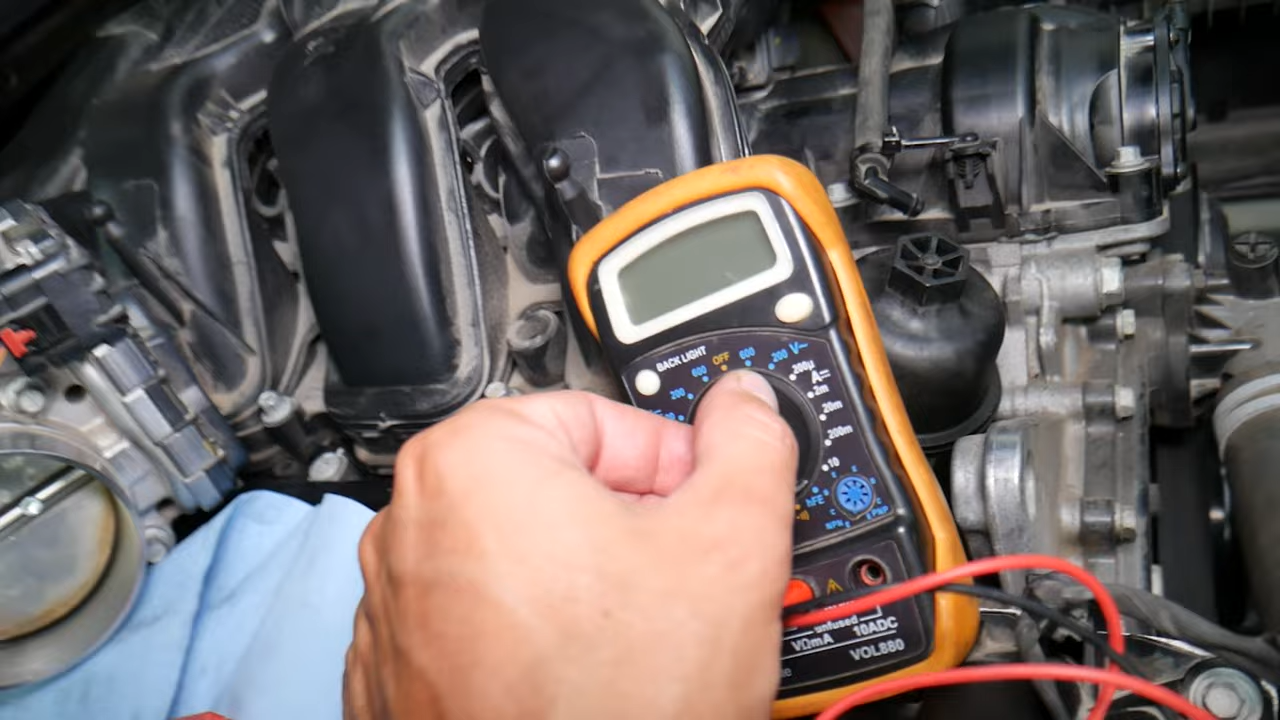 BACK LIGHT
OFF
600
600
200
200
V~
200µ
A⎓
2m
20m
200m
10
hFE
NPN
PNP
E
C
unfused
VΩmA
10ADC
VOL880